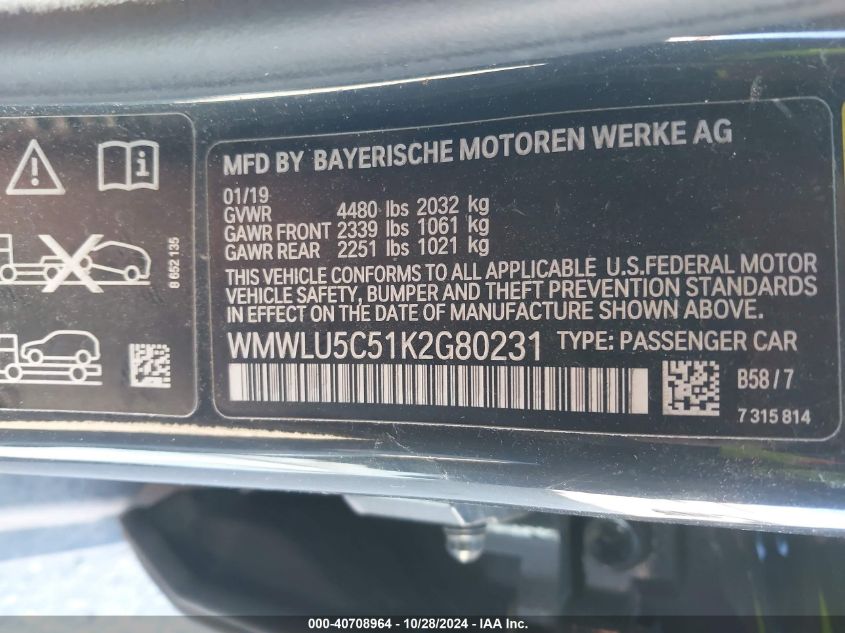 8 652 135
MFD BY BAYERISCHE MOTOREN WERKE AG
01/19
GVWR 4480 lbs 2032 kg
GAWR FRONT 2339 lbs 1061 kg
GAWR REAR 2251 lbs 1021 kg
THIS VEHICLE CONFORMS TO ALL APPLICABLE U.S.FEDERAL MOTOR
VEHICLE SAFETY, BUMPER AND THEFT PREVENTION STANDARDS
IN EFFECT ON THE DATE OF MANUFACTURE SHOWN ABOVE.
WMWLU5C51K2G80231 TYPE: PASSENGER CAR
B58 / 7
7 315 814
000-40708964 - 10/28/2024 - IAAI.com